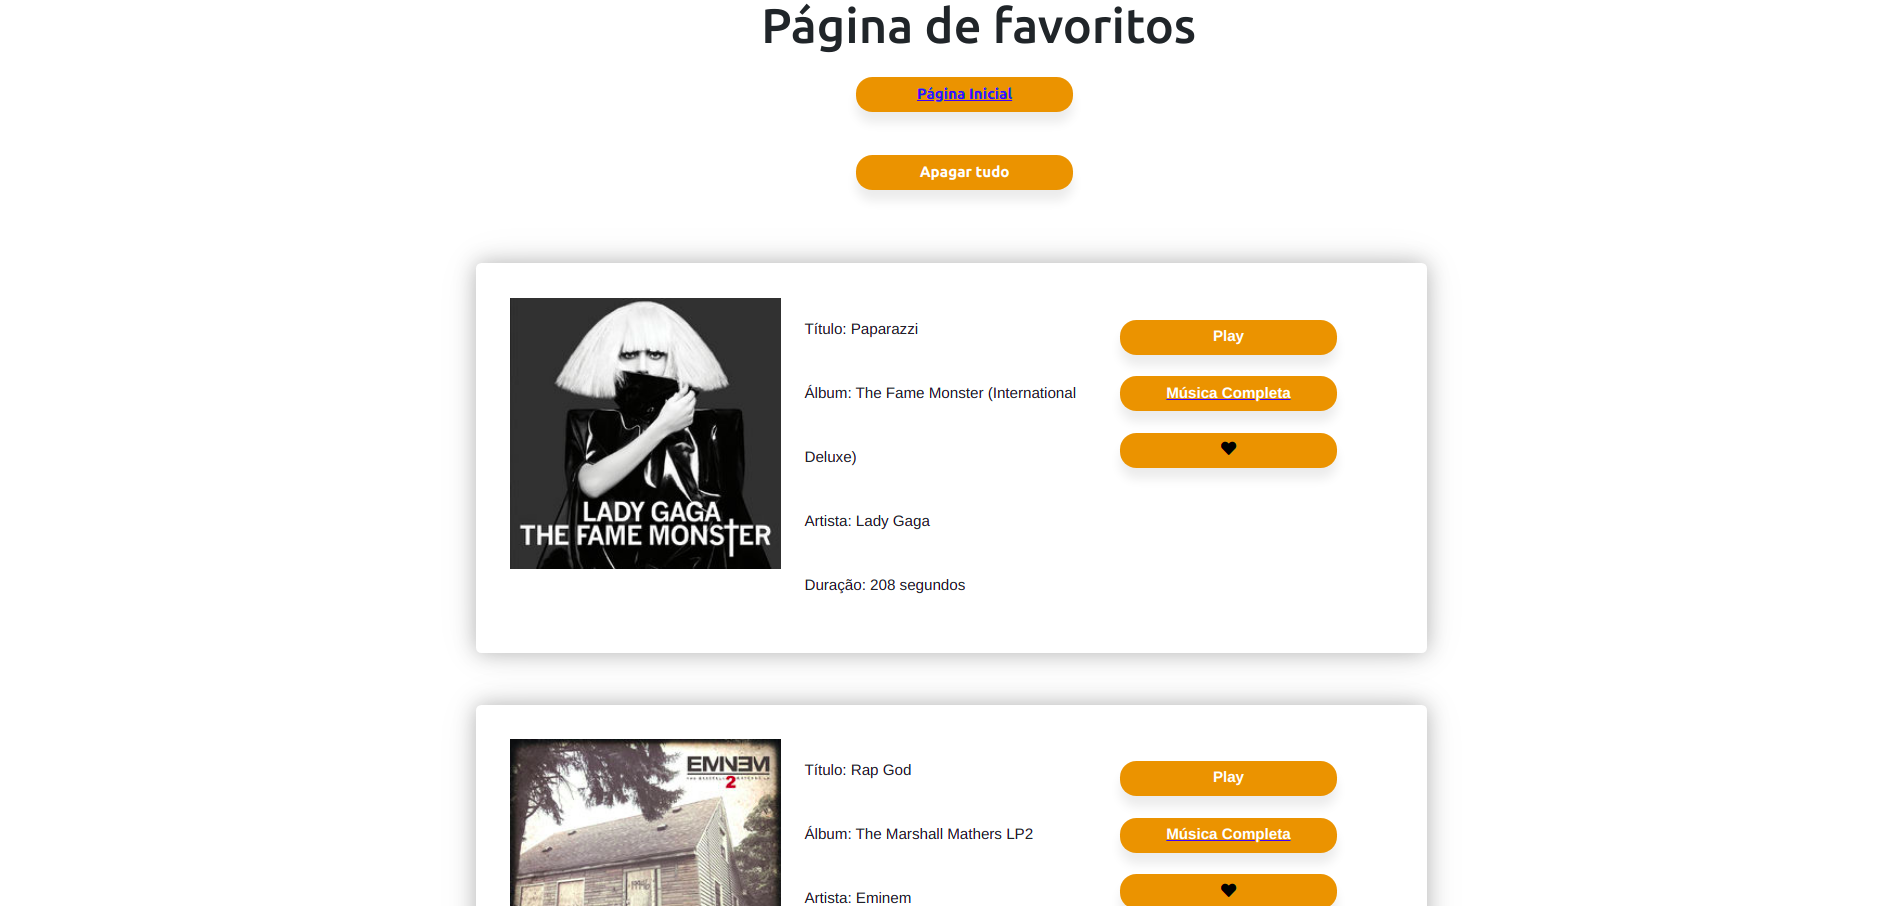 Página de favoritos
Página Inicial
Apagar tudo
LADY GAGA
THE FAME MONSTER
Título: Paparazzi
Álbum: The Fame Monster (International
Deluxe)
Artista: Lady Gaga
Duração: 208 segundos
Play
Música Completa
EMINEM
2
Título: Rap God
Álbum: The Marshall Mathers LP2
Artista: Eminem
Play
Música Completa